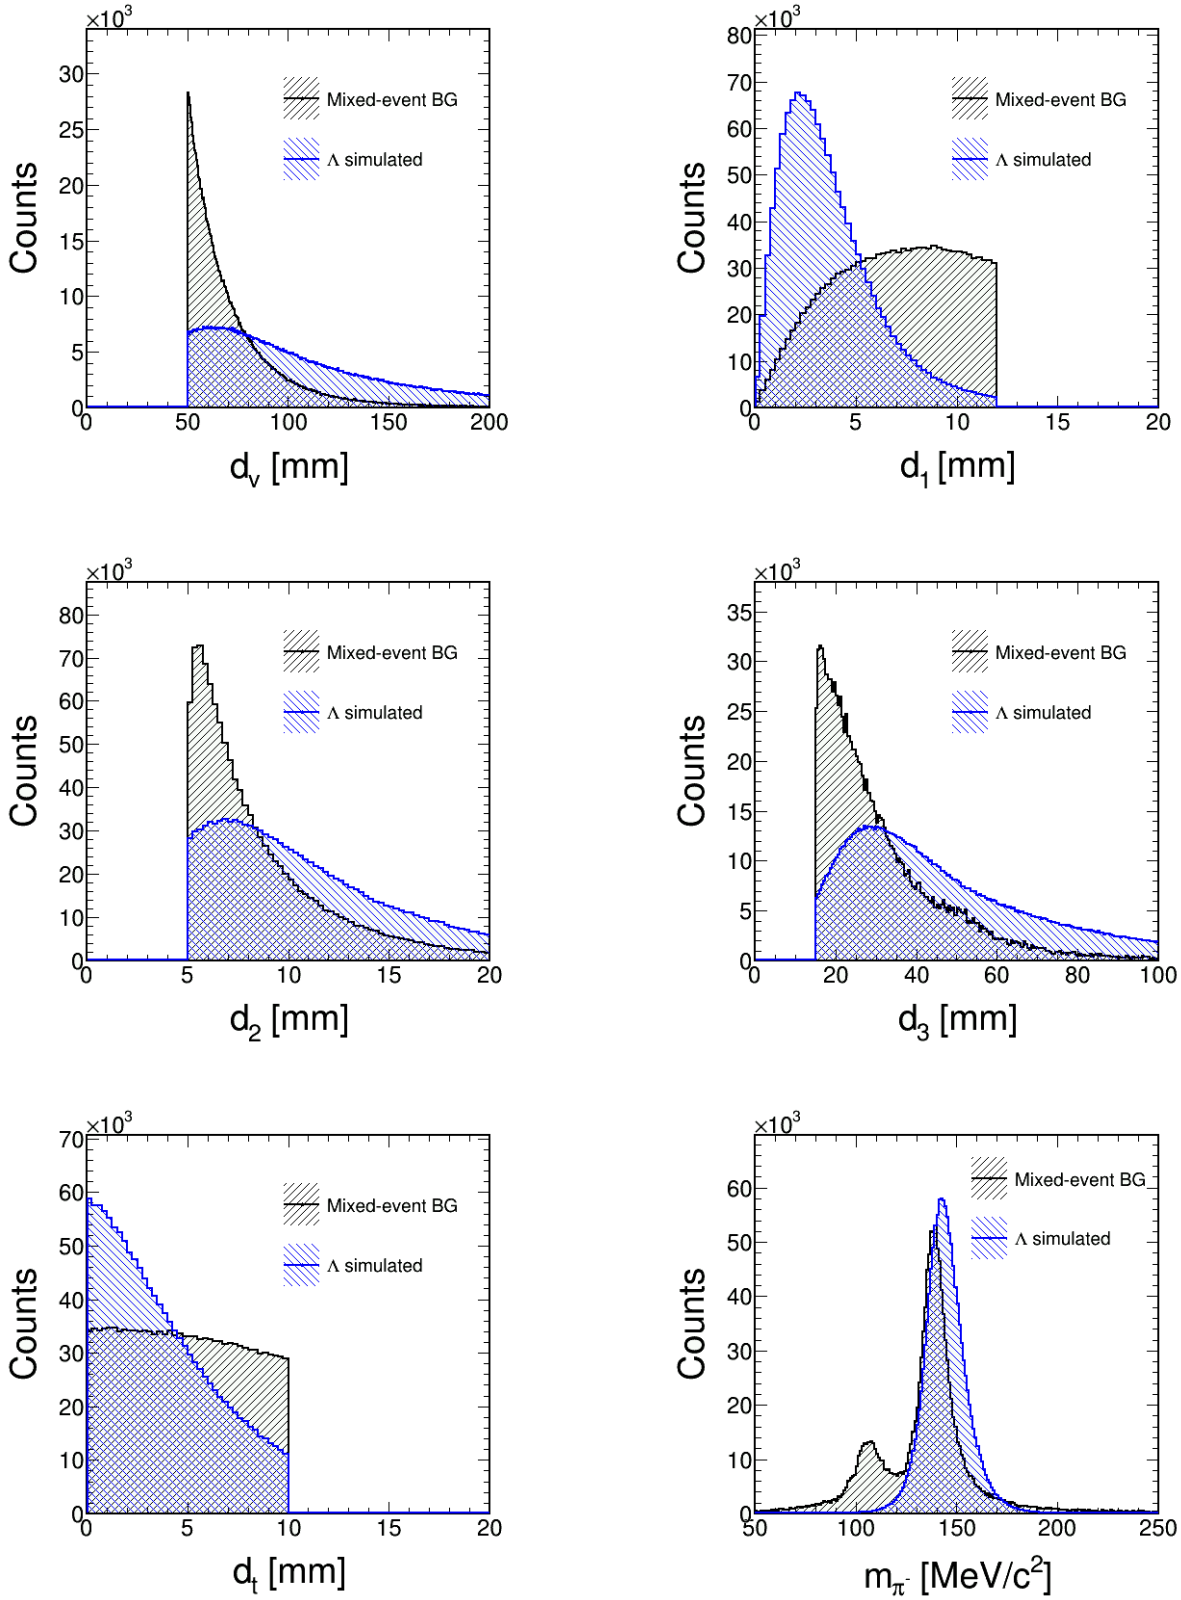 ×10³
Counts
30
25
20
15
10
5
0
Mixed-event BG
Λ simulated
0 50 100 150 200
d_v [mm]
×10³
Counts
80
70
60
50
40
30
20
10
0
Mixed-event BG
Λ simulated
0 5 10 15 20
d₁ [mm]
×10³
Counts
80
70
60
50
40
30
20
10
0
Mixed-event BG
Λ simulated
0 5 10 15 20
d₂ [mm]
×10³
Counts
35
30
25
20
15
10
5
0
Mixed-event BG
Λ simulated
0 20 40 60 80 100
d₃ [mm]
×10³
Counts
70
60
50
40
30
20
10
0
Mixed-event BG
Λ simulated
0 5 10 15 20
d_t [mm]
×10³
Counts
60
50
40
30
20
10
0
Mixed-event BG
Λ simulated
50 100 150 200 250
m_π⁻ [MeV/c²]